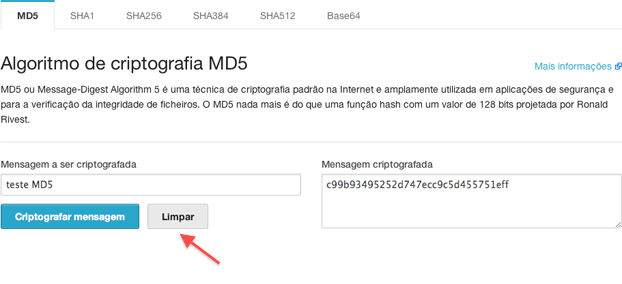 MD5 SHA1 SHA256 SHA384 SHA512 Base64
Algoritmo de criptografia MD5
Mais informações
MD5 ou Message-Digest Algorithm 5 é uma técnica de criptografia padrão na Internet e amplamente utilizada em aplicações de segurança e
para a verificação da integridade de ficheiros. O MD5 nada mais é do que uma função hash com um valor de 128 bits projetada por Ronald
Rivest.
Mensagem a ser criptografada
teste MD5
Criptografar mensagem Limpar
Mensagem criptografada
c99b93495252d747ecc9c5d455751eff